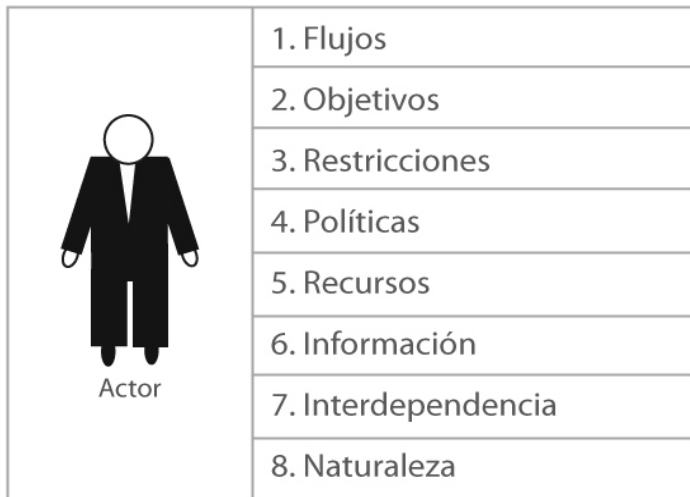 1. Flujos
2. Objetivos
3. Restricciones
4. Políticas
5. Recursos
6. Información
7. Interdependencia
8. Naturaleza
Actor